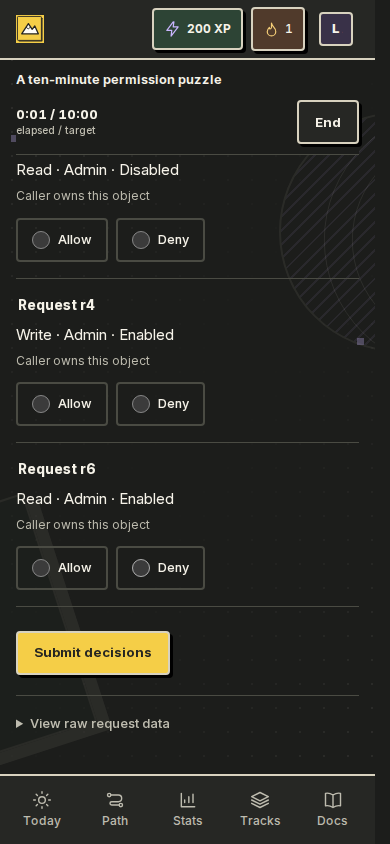 200 XP
1
L
A ten-minute permission puzzle
0:01 / 10:00
elapsed / target
End
Read · Admin · Disabled
Caller owns this object
Allow
Deny
Request r4
Write · Admin · Enabled
Caller owns this object
Allow
Deny
Request r6
Read · Admin · Enabled
Caller owns this object
Allow
Deny
Submit decisions
View raw request data
Today
Path
Stats
Tracks
Docs